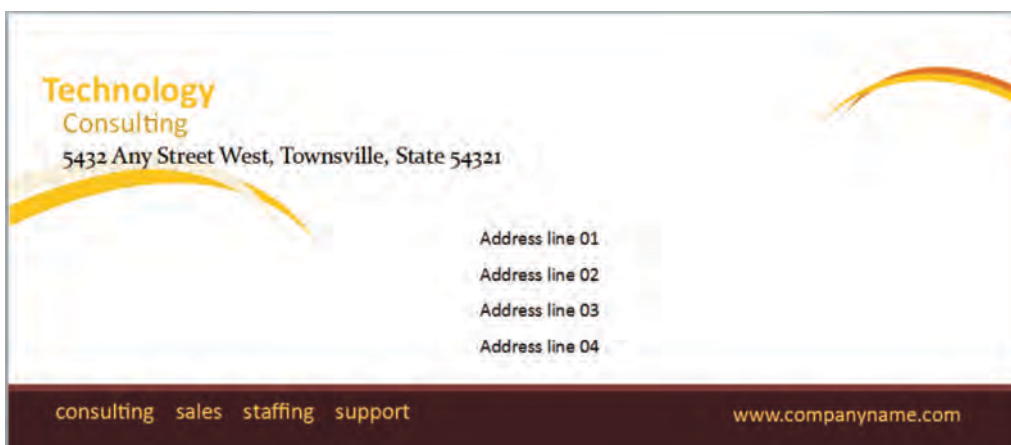 Technology
Consulting
5432 Any Street West, Townsville, State 54321
Address line 01
Address line 02
Address line 03
Address line 04
consulting sales staffing support
www.companyname.com